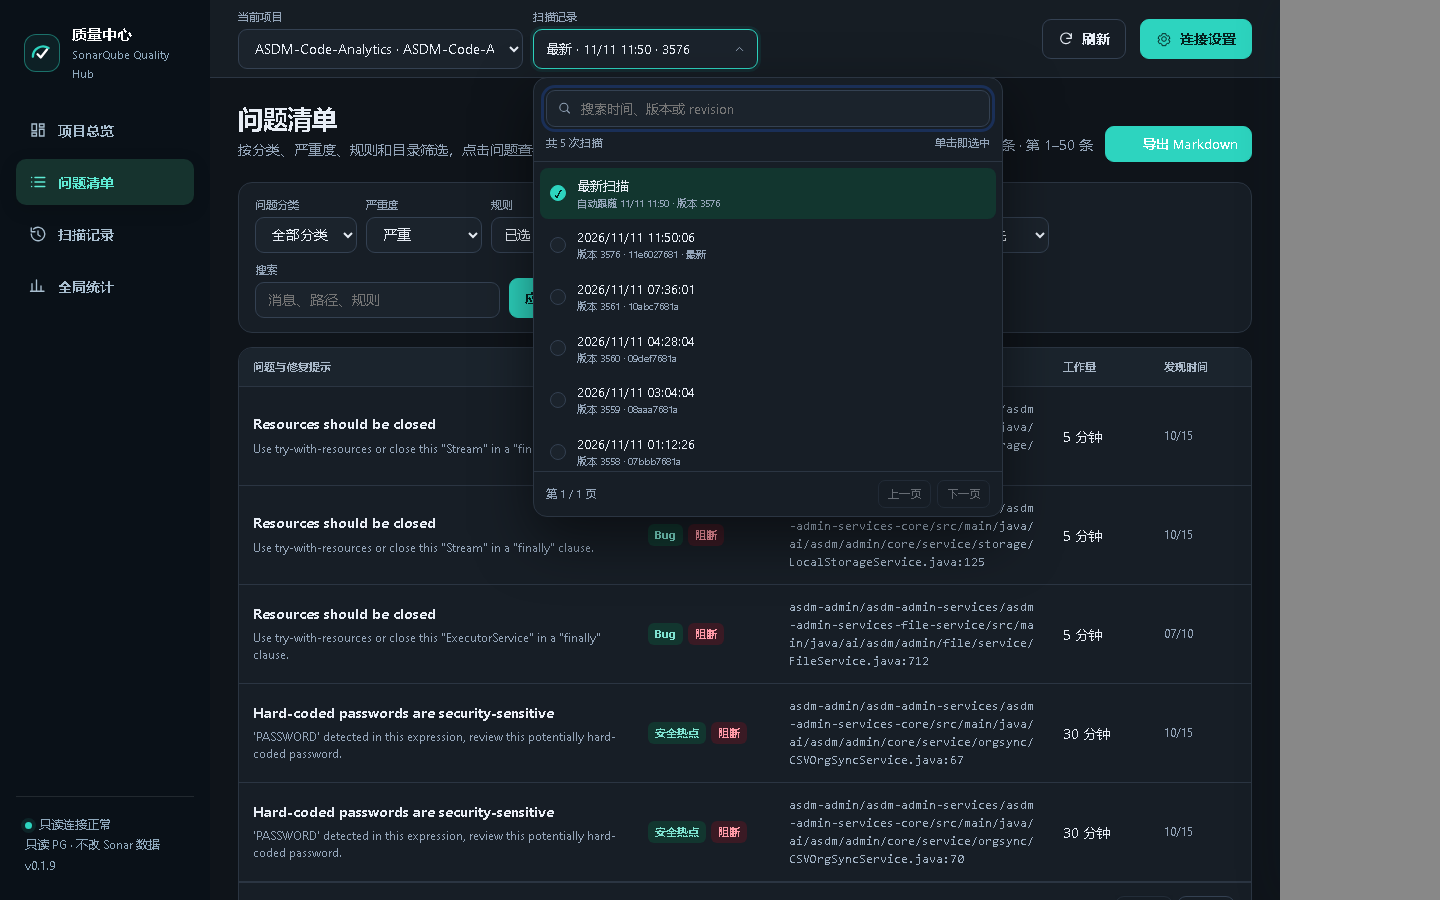 质量中心
SonarQube Quality
Hub
项目总览
问题清单
扫描记录
全局统计
只读连接正常
只读 PG · 不改 Sonar 数据
v0.1.9
当前项目
ASDM-Code-Analytics · ASDM-Code-A
扫描记录
最新 · 11/11 11:50 · 3576
刷新
连接设置
问题清单
按分类、严重度、规则和目录筛选，点击问题查
条 · 第 1–50 条
导出 Markdown
搜索时间、版本或 revision
共 5 次扫描
单击即选中
最新扫描
自动跟随 11/11 11:50 · 版本 3576
2026/11/11 11:50:06
版本 3576 · 11e6027681 · 最新
2026/11/11 07:36:01
版本 3561 · 10abc7681a
2026/11/11 04:28:04
版本 3560 · 09def7681a
2026/11/11 03:04:04
版本 3559 · 08aaa7681a
2026/11/11 01:12:26
版本 3558 · 07bbb7681a
第 1 / 1 页
上一页
下一页
问题分类
严重度
规则
全部分类
严重
已选
搜索
消息、路径、规则
问题与修复提示
工作量
发现时间
Resources should be closed
Use try-with-resources or close this "Stream" in a "fin
/asdm
java/
rage/
5 分钟
10/15
Resources should be closed
Use try-with-resources or close this "Stream" in a "finally" clause.
Bug
阻断
/asdm
-admin-services-core/src/main/java/
ai/asdm/admin/core/service/storage/
LocalStorageService.java:125
5 分钟
10/15
Resources should be closed
Use try-with-resources or close this "ExecutorService" in a "finally"
clause.
Bug
阻断
asdm-admin/asdm-admin-services/asdm
-admin-services-file-service/src/ma
in/java/ai/asdm/admin/file/service/
FileService.java:712
5 分钟
07/10
Hard-coded passwords are security-sensitive
'PASSWORD' detected in this expression, review this potentially hard-
coded password.
安全热点
阻断
asdm-admin/asdm-admin-services/asdm
-admin-services-core/src/main/java/
ai/asdm/admin/core/service/orgsync/
CSVOrgSyncService.java:67
30 分钟
10/15
Hard-coded passwords are security-sensitive
'PASSWORD' detected in this expression, review this potentially hard-
coded password.
安全热点
阻断
asdm-admin/asdm-admin-services/asdm
-admin-services-core/src/main/java/
ai/asdm/admin/core/service/orgsync/
CSVOrgSyncService.java:70
30 分钟
10/15